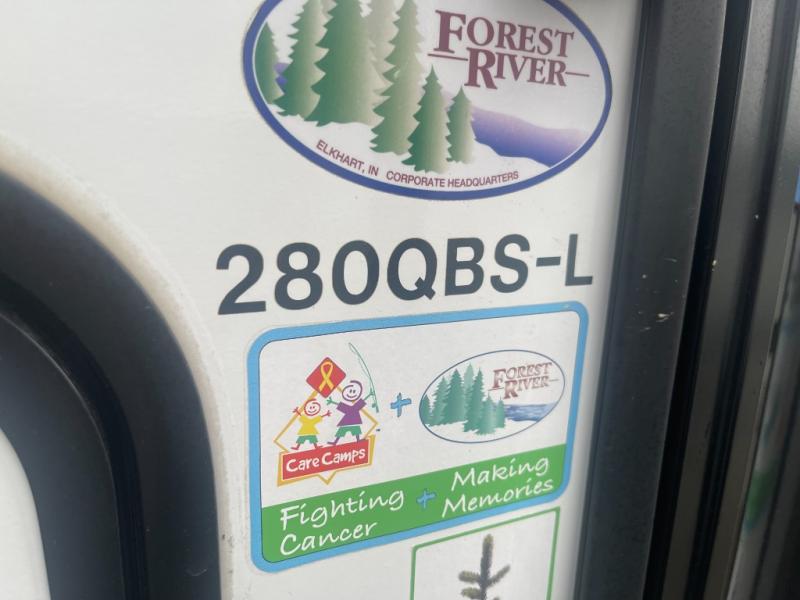 FOREST
RIVER
ELKHART, IN CORPORATE HEADQUARTERS
280QBS-L
Care Camps
+
FOREST
RIVER
Fighting + Making
Cancer Memories